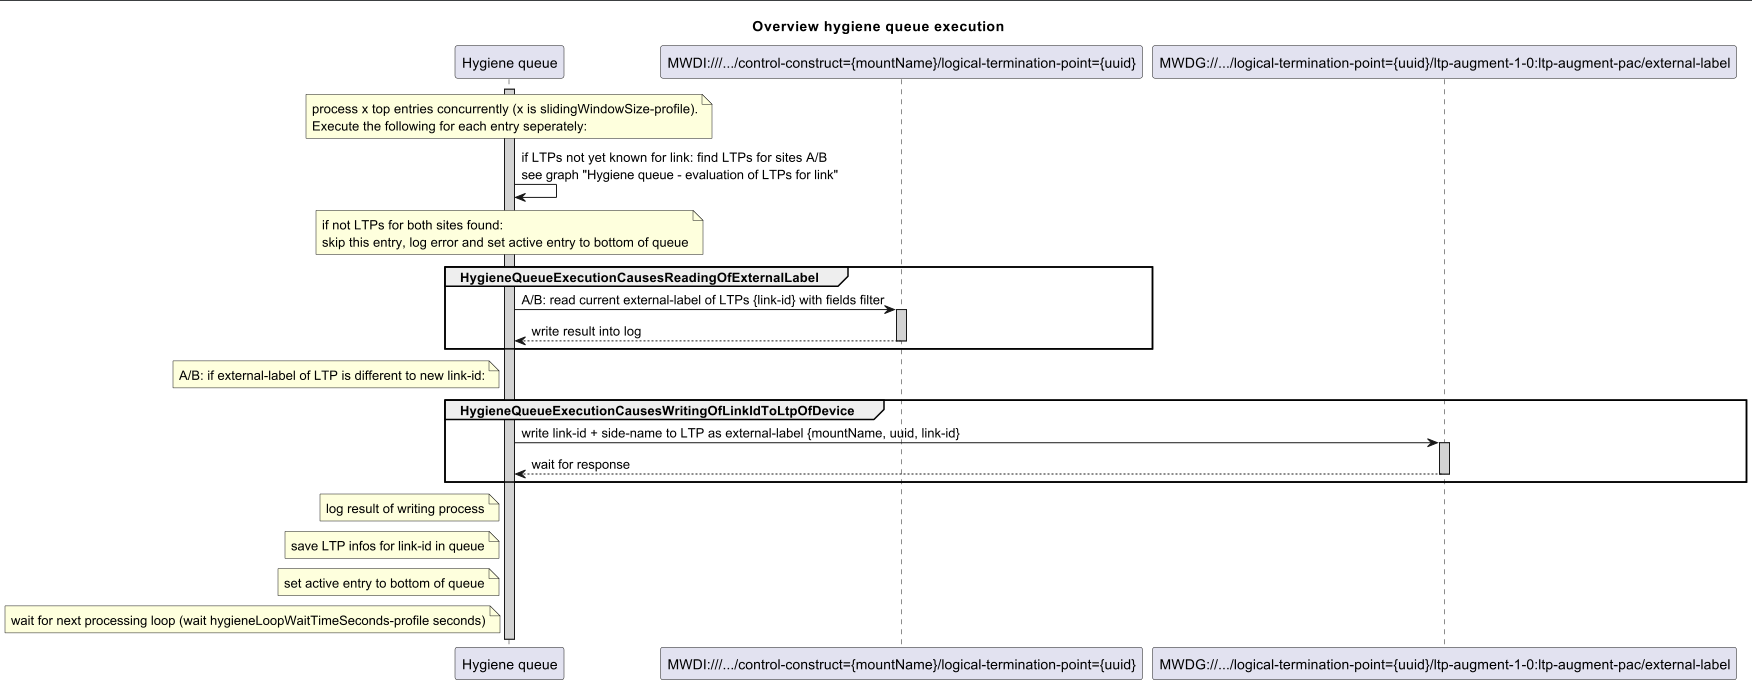 Overview hygiene queue execution
Hygiene queue
MWDI:///.../control-construct={mountName}/logical-termination-point={uuid}
MWDG://.../logical-termination-point={uuid}/ltp-augment-1-0:ltp-augment-pac/external-label
process x top entries concurrently (x is slidingWindowSize-profile).
Execute the following for each entry seperately:
if LTPs not yet known for link: find LTPs for sites A/B
see graph "Hygiene queue - evaluation of LTPs for link"
if not LTPs for both sites found:
skip this entry, log error and set active entry to bottom of queue
HygieneQueueExecutionCausesReadingOfExternalLabel
A/B: read current external-label of LTPs {link-id} with fields filter
write result into log
A/B: if external-label of LTP is different to new link-id:
HygieneQueueExecutionCausesWritingOfLinkIdToLtpOfDevice
write link-id + side-name to LTP as external-label {mountName, uuid, link-id}
wait for response
log result of writing process
save LTP infos for link-id in queue
set active entry to bottom of queue
wait for next processing loop (wait hygieneLoopWaitTimeSeconds-profile seconds)
Hygiene queue
MWDI:///.../control-construct={mountName}/logical-termination-point={uuid}
MWDG://.../logical-termination-point={uuid}/ltp-augment-1-0:ltp-augment-pac/external-label